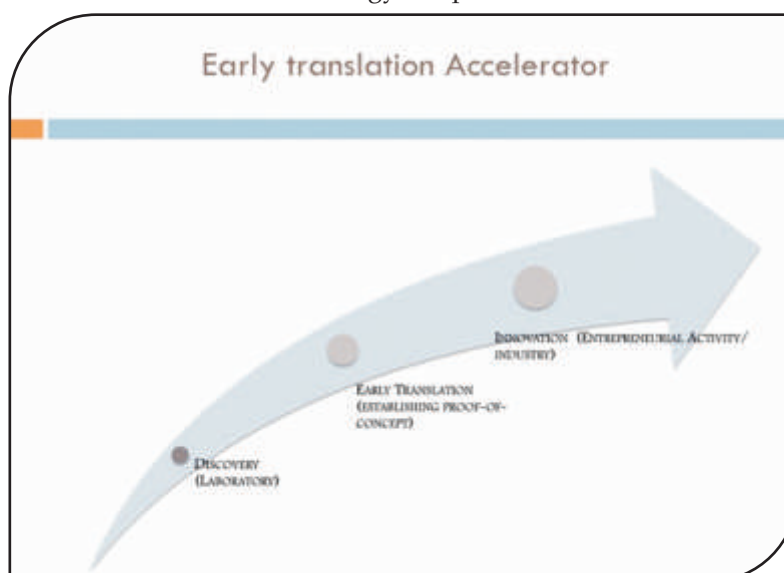 Early translation Accelerator
INNOVATION (ENTREPRENEURIAL ACTIVITY/
INDUSTRY)
EARLY TRANSLATION
(ESTABLISHING PROOF-OF-
CONCEPT)
DISCOVERY
(LABORATORY)